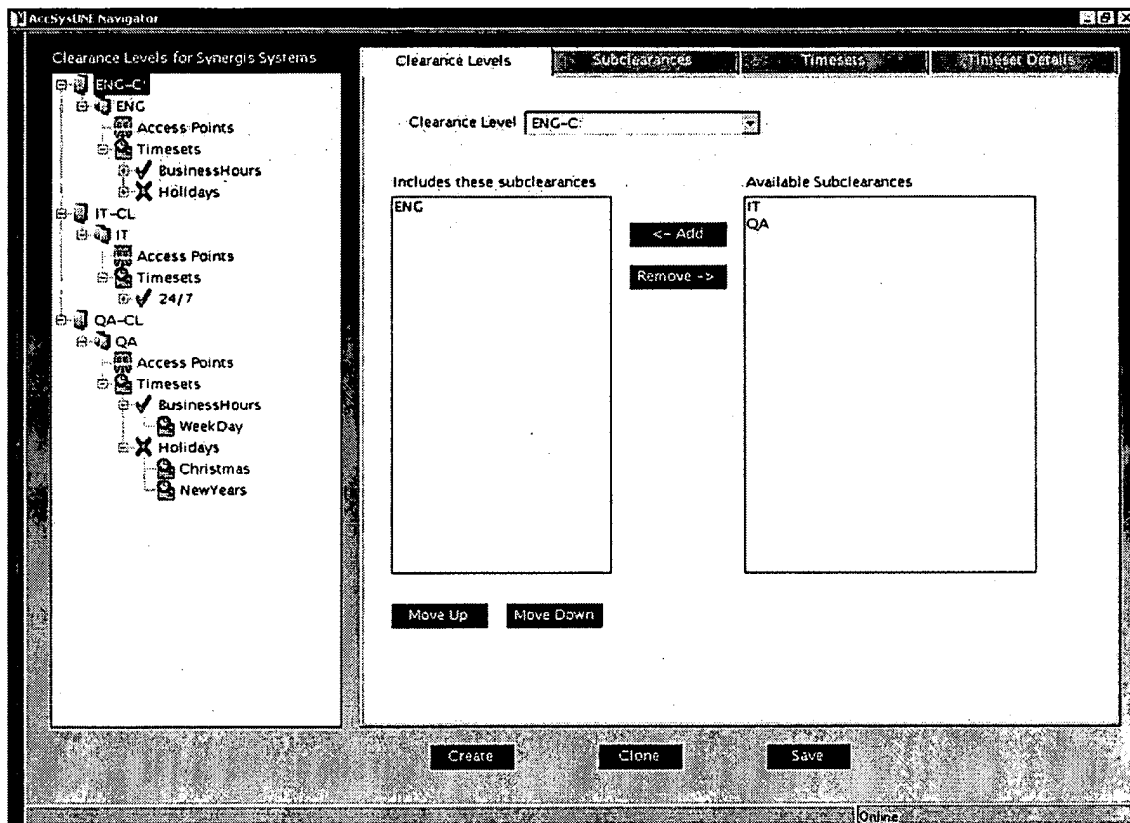 AccSysUNE Navigator
Clearance Levels for Synergis Systems
ENG-C
ENG
Access Points
Timesets
BusinessHours
Holidays
IT-CL
IT
Access Points
Timesets
24/7
QA-CL
QA
Access Points
Timesets
BusinessHours
WeekDay
Holidays
Christmas
NewYears
Clearance Levels
Subclearances
Timesets
Timeset Details
Clearance Level ENG-C
Includes these subclearances
ENG
<- Add
Remove ->
Available Subclearances
IT
QA
Move Up Move Down
Create Clone Save
Online